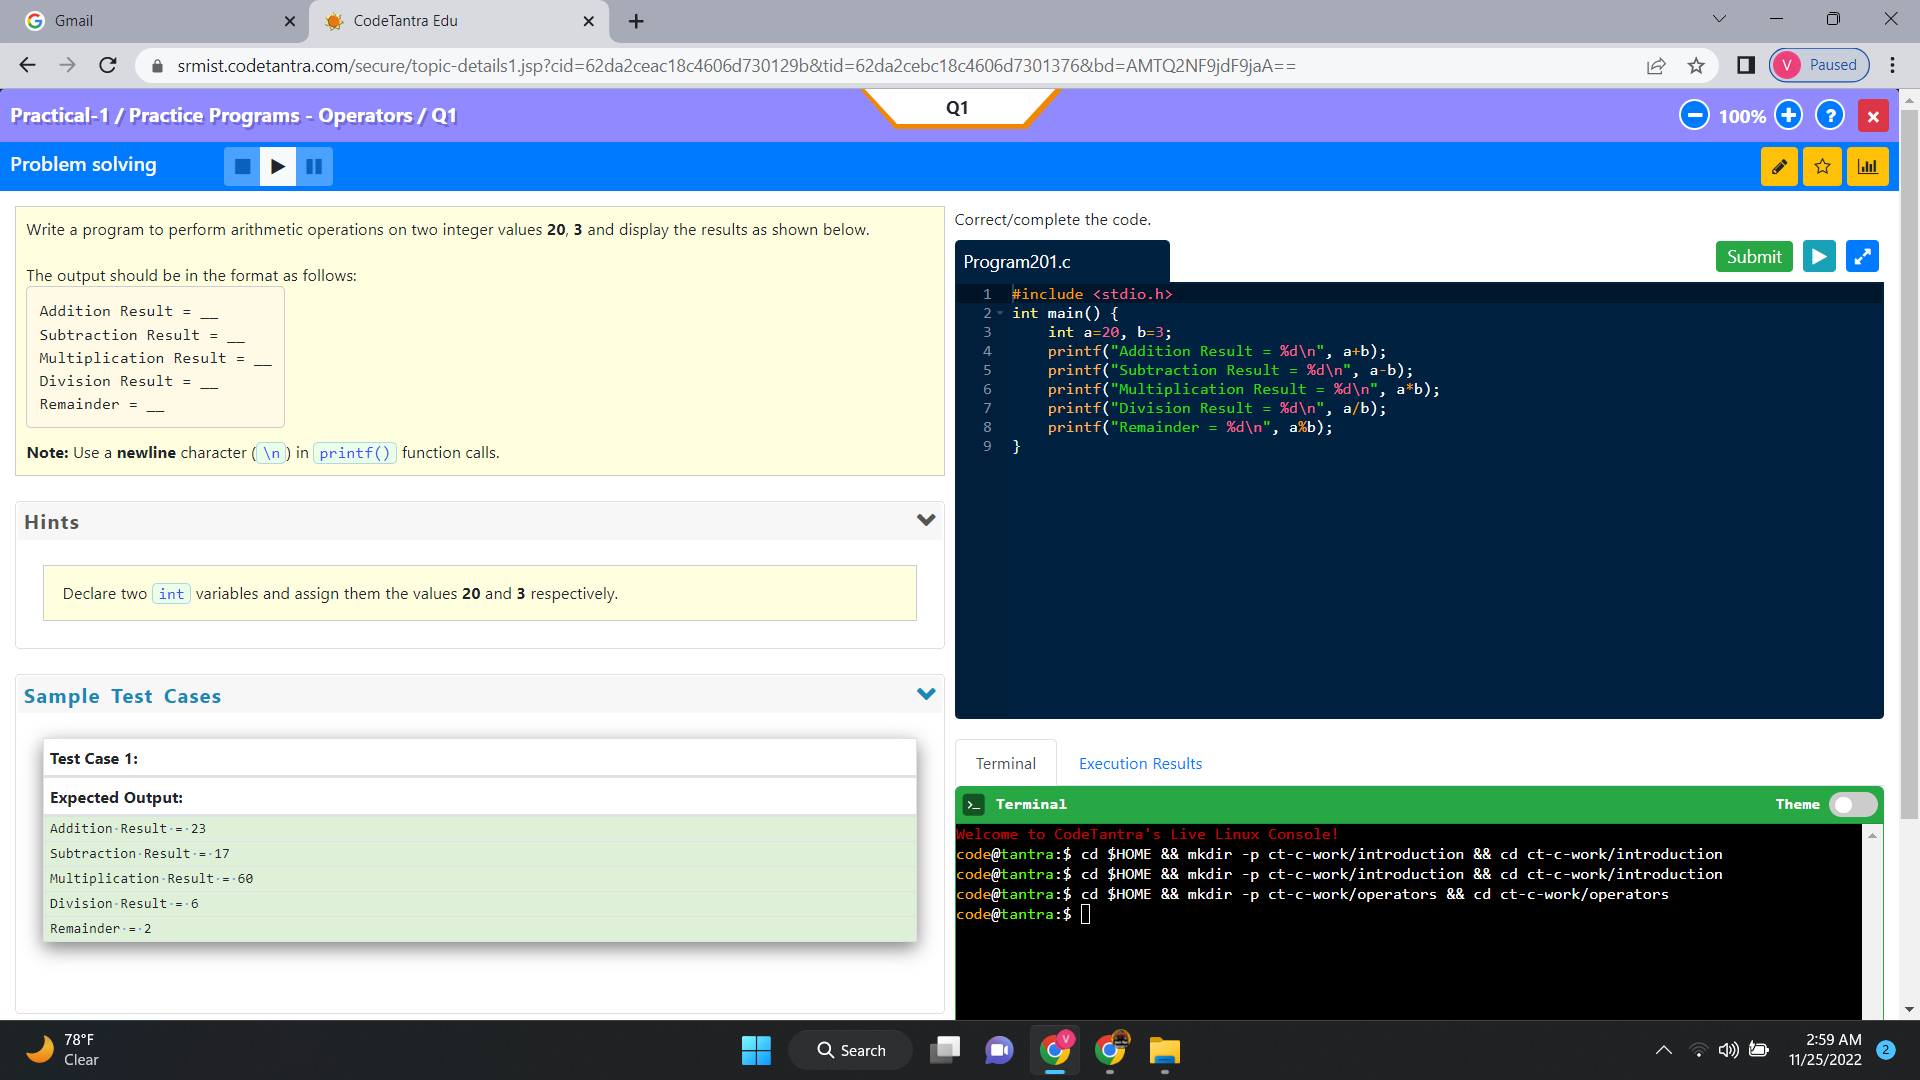 Gmail
CodeTantra Edu
srmist.codetantra.com/secure/topic-details1.jsp?cid=62da2ceac18c4606d730129b&tid=62da2cebc18c4606d7301376&bd=AMTQ2NF9jdF9jaA==
V Paused
Practical-1 / Practice Programs - Operators / Q1
Q1
100%
?
Problem solving
Write a program to perform arithmetic operations on two integer values 20, 3 and display the results as shown below.
The output should be in the format as follows:
Addition Result = __
Subtraction Result = __
Multiplication Result = __
Division Result = __
Remainder = __
Note: Use a newline character (\n) in printf() function calls.
Hints
Declare two int variables and assign them the values 20 and 3 respectively.
Sample Test Cases
Test Case 1:
Expected Output:
Addition·Result·=·23
Subtraction·Result·=·17
Multiplication·Result·=·60
Division·Result·=·6
Remainder·=·2
Correct/complete the code.
Program201.c
Submit
1 #include <stdio.h>
2 int main() {
3 int a=20, b=3;
4 printf("Addition Result = %d\n", a+b);
5 printf("Subtraction Result = %d\n", a-b);
6 printf("Multiplication Result = %d\n", a*b);
7 printf("Division Result = %d\n", a/b);
8 printf("Remainder = %d\n", a%b);
9 }
Terminal
Execution Results
>_ Terminal
Theme
Welcome to CodeTantra's Live Linux Console!
code@tantra:$ cd $HOME && mkdir -p ct-c-work/introduction && cd ct-c-work/introduction
code@tantra:$ cd $HOME && mkdir -p ct-c-work/introduction && cd ct-c-work/introduction
code@tantra:$ cd $HOME && mkdir -p ct-c-work/operators && cd ct-c-work/operators
code@tantra:$
78°F
Clear
Search
V
2:59 AM
11/25/2022
2